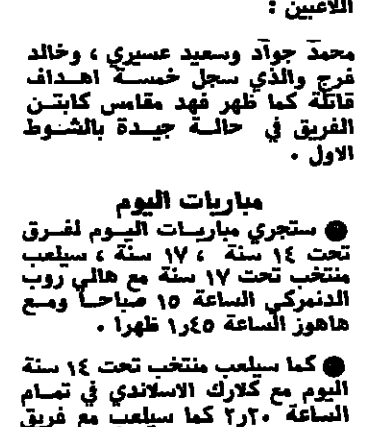 اللاعبين :
محمد جواد وسعيد عسيري ، وخالد
فرج والذي سجل خمسة اهداف
قاتلة كما ظهر فهد مقامس كابتن
الفريق في حالة جيدة بالشوط
الاول .
مباريات اليوم
● ستجري مباريات اليوم لفرق
تحت ١٤ سنة ، ١٧ سنة ، سيلعب
منتخب تحت ١٧ سنة مع هالي روب
الدنمركي الساعة ١٥ صباحا ومع
هاهوز الساعة ١٫٤٥ ظهرا .
● كما سيلعب منتخب تحت ١٤ سنة
اليوم مع كلارك الاسلاندي في تمام
الساعة ٢٫٢٠ كما سيلعب مع فريق